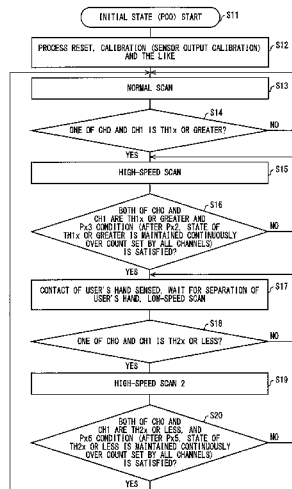 INITIAL STATE (POO) START
S11
PROCESS RESET, CALIBRATION (SENSOR OUTPUT CALIBRATION)
AND THE LIKE
S12
NORMAL SCAN
S13
S14
ONE OF CH0 AND CH1 IS TH1x OR GREATER?
NO
YES
HIGH-SPEED SCAN
S15
S16
BOTH OF CH0 AND
CH1 ARE TH1x OR GREATER AND
Px3 CONDITION (AFTER Px2, STATE OF
TH1x OR GREATER IS MAINTAINED CONTINUOUSLY
OVER COUNT SET BY ALL CHANNELS)
IS SATISFIED?
NO
YES
CONTACT OF USER'S HAND SENSED, WAIT FOR SEPARATION OF
USER'S HAND, LOW-SPEED SCAN
S17
S18
ONE OF CH0 AND CH1 IS TH2x OR LESS?
NO
YES
HIGH-SPEED SCAN 2
S19
S20
BOTH OF CH0 AND
CH1 ARE TH2x OR LESS, AND
Px6 CONDITION (AFTER Px5, STATE OF
TH2x OR LESS IS MAINTAINED CONTINUOUSLY
OVER COUNT SET BY ALL CHANNELS)
IS SATISFIED?
NO
YES